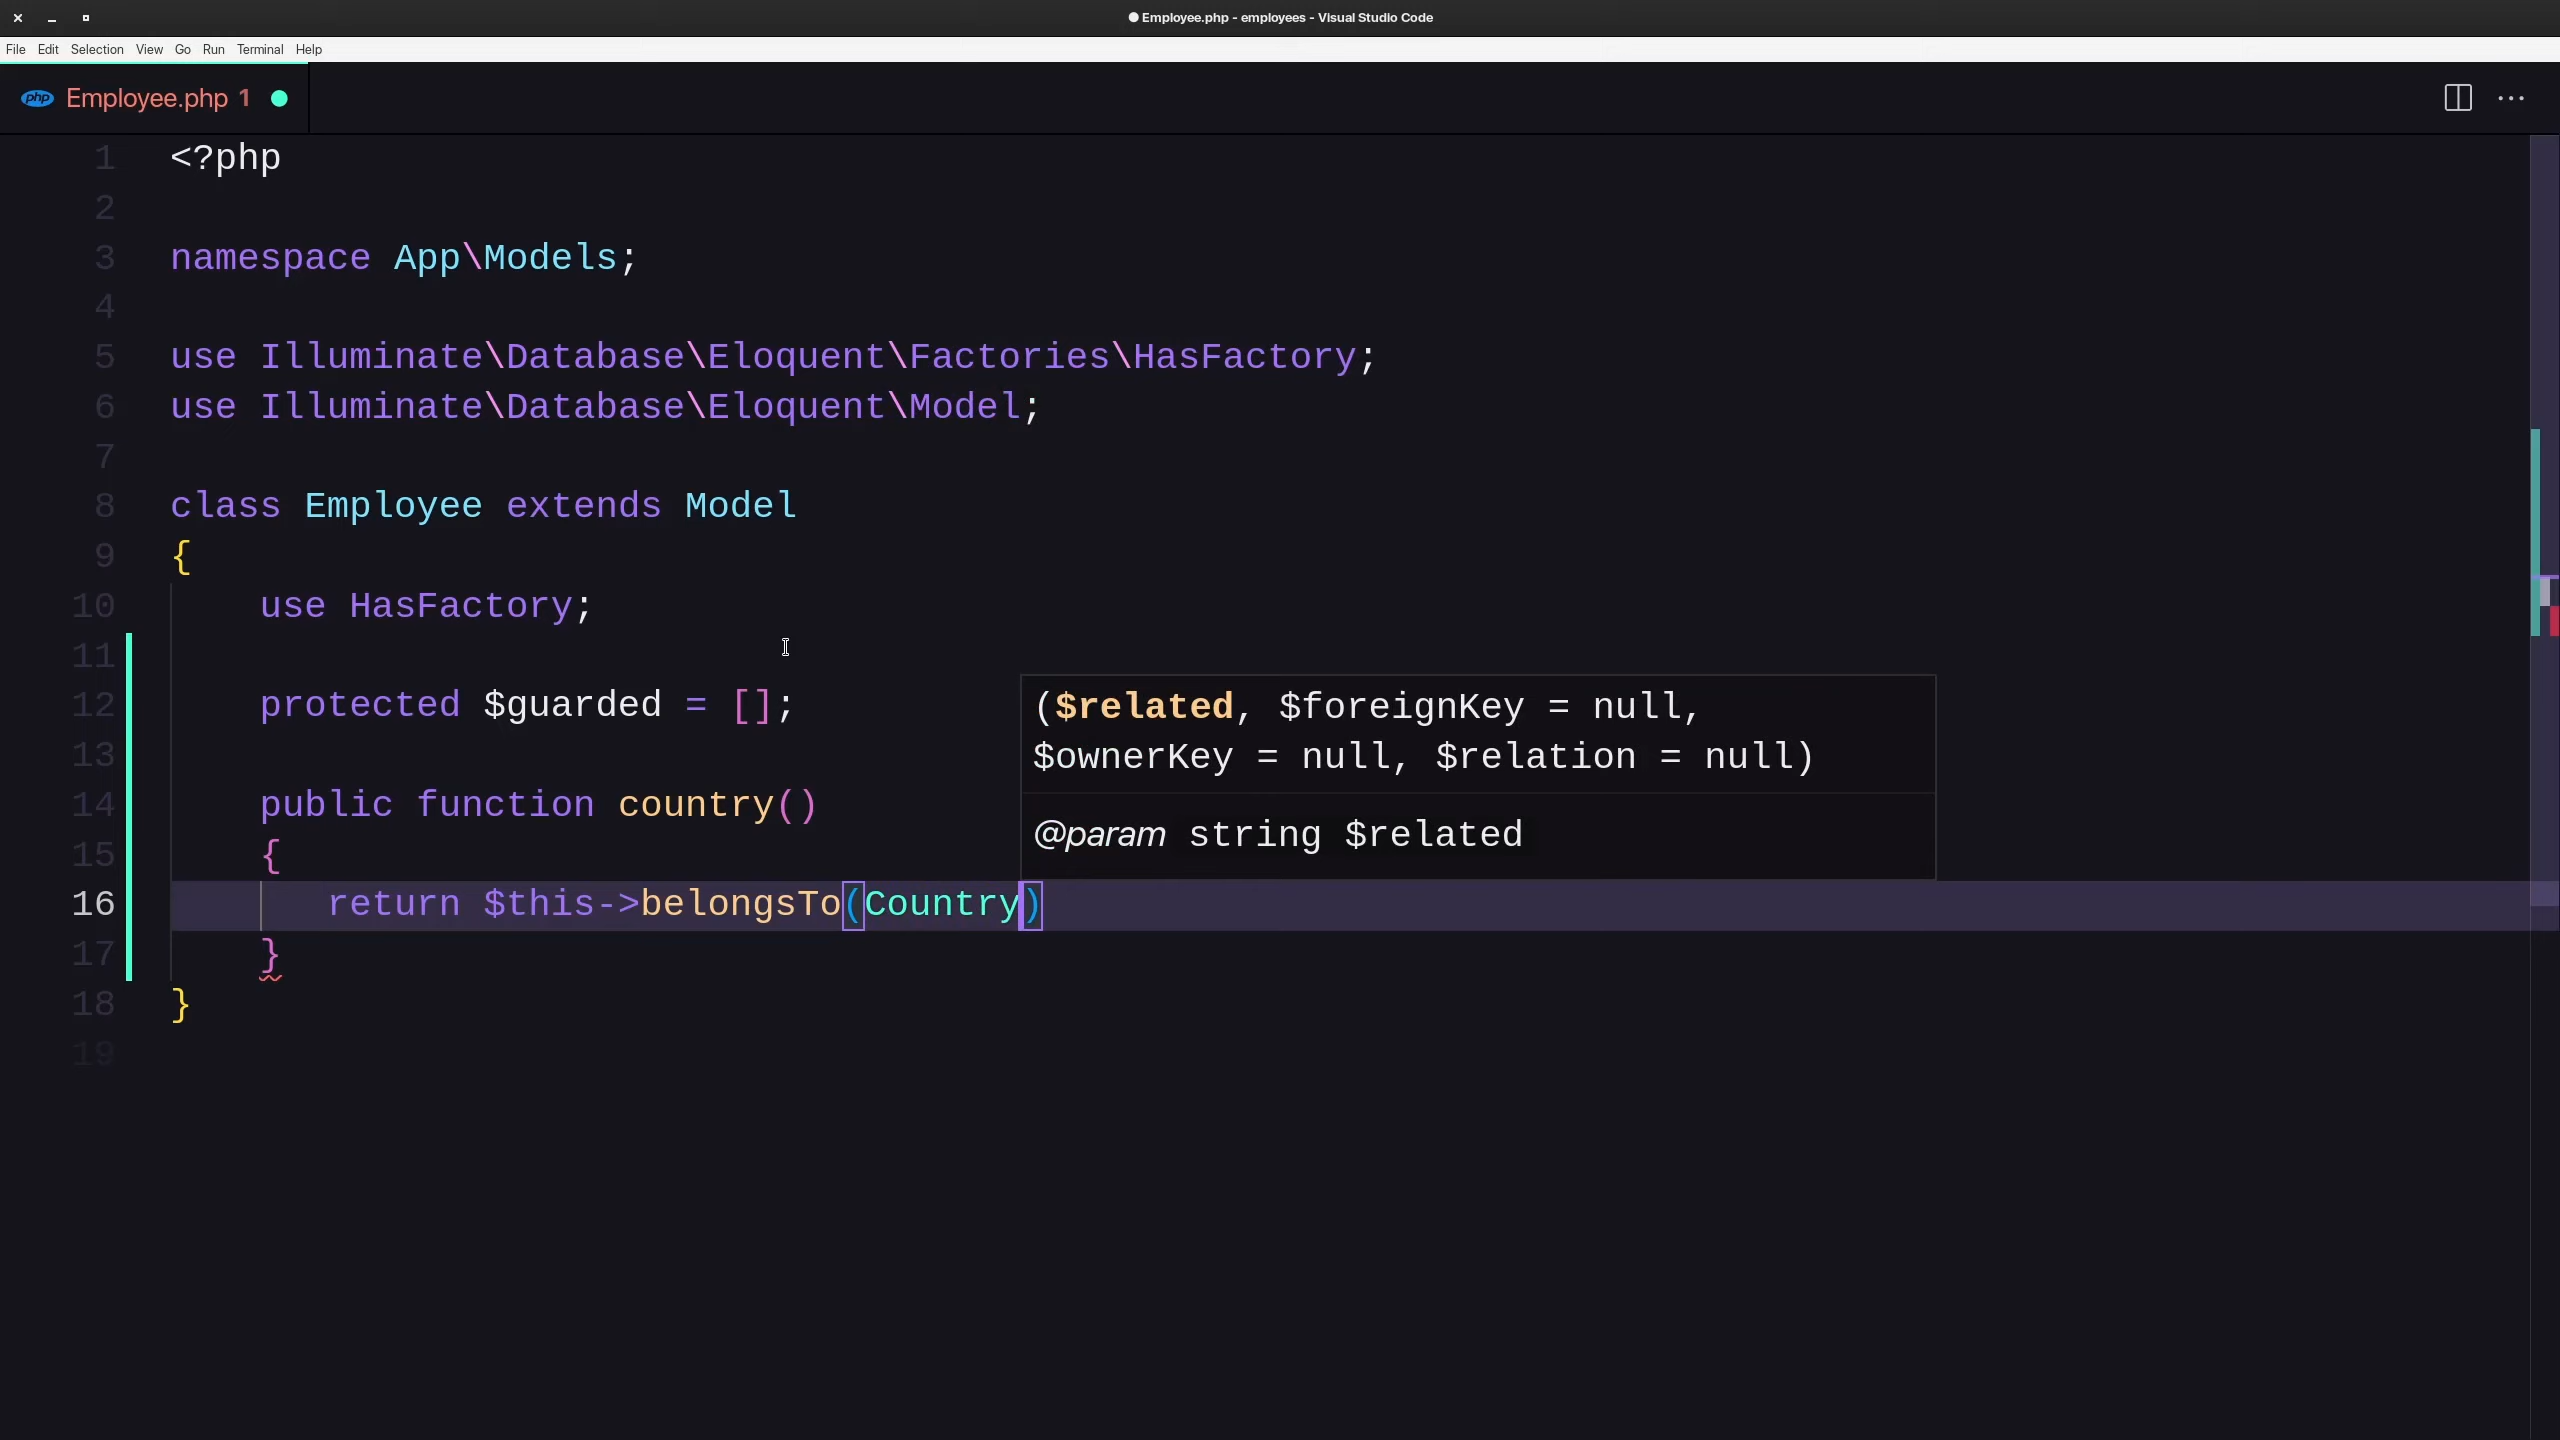 Employee.php - employees - Visual Studio Code
File Edit Selection View Go Run Terminal Help
php Employee.php 1
1 <?php
2
3 namespace App\Models;
4
5 use Illuminate\Database\Eloquent\Factories\HasFactory;
6 use Illuminate\Database\Eloquent\Model;
7
8 class Employee extends Model
9 {
10 use HasFactory;
11
12 protected $guarded = [];
($related, $foreignKey = null,
13
$ownerKey = null, $relation = null)
14 public function country()
@param string $related
15 {
16 return $this->belongsTo(Country)
17 }
18 }
19